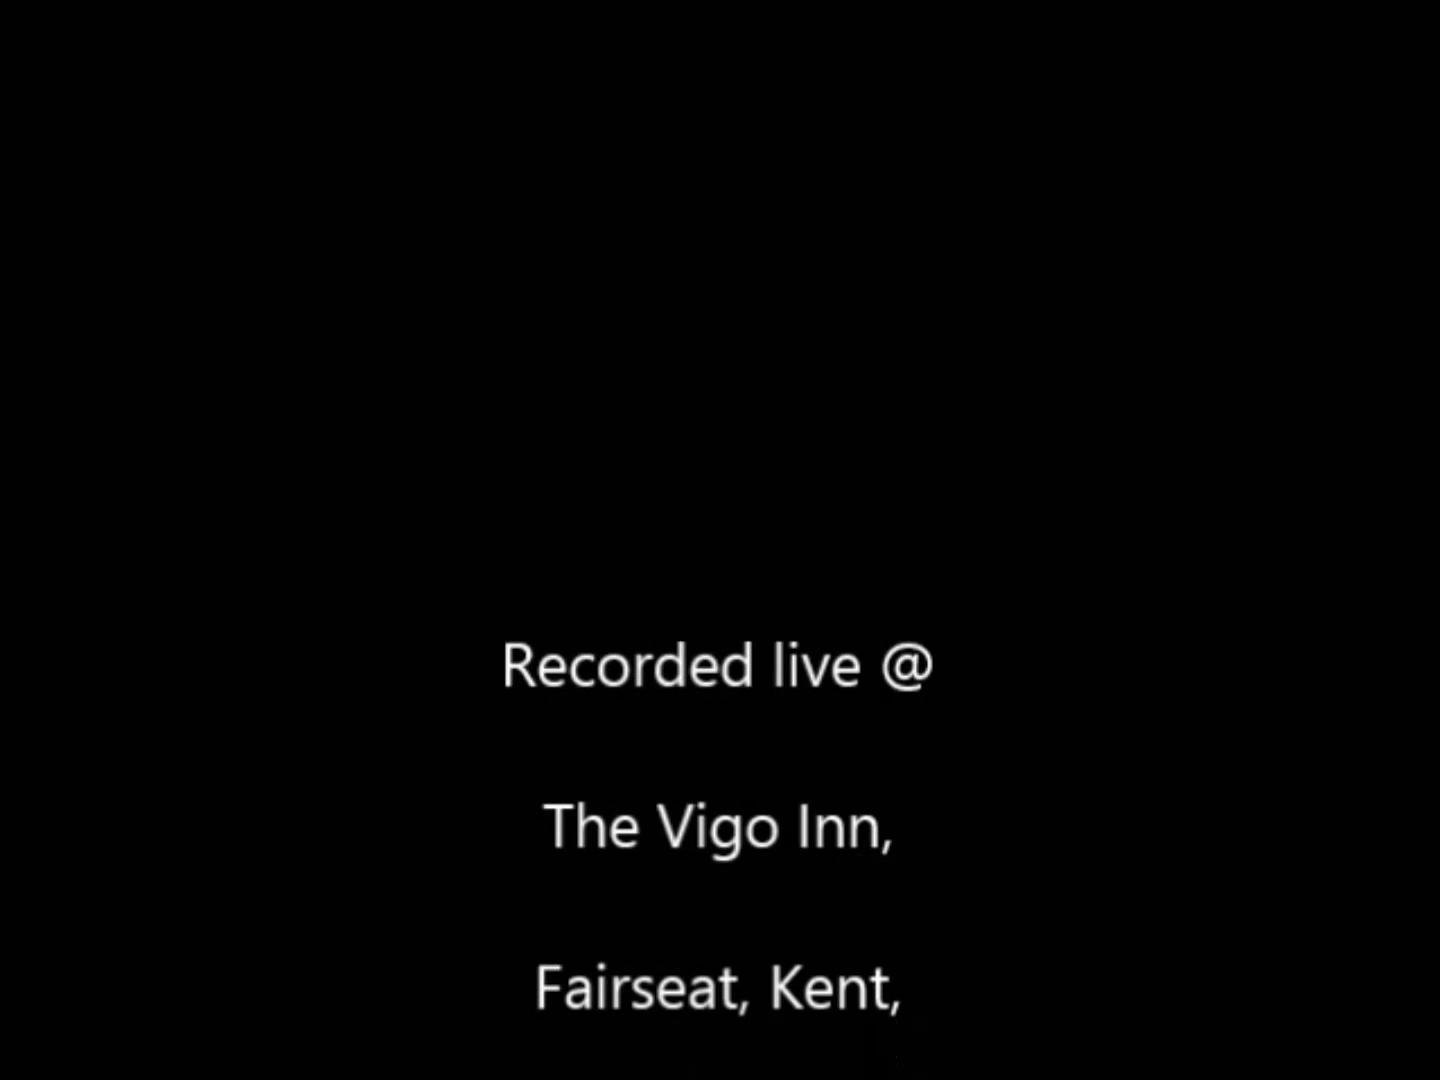 Recorded live @
The Vigo Inn,
Fairseat, Kent,